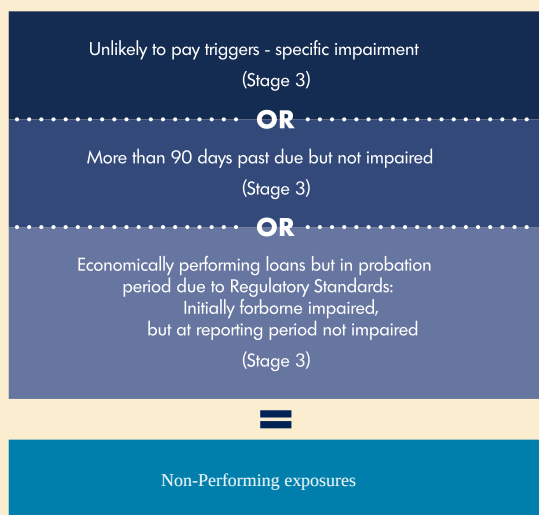 Unlikely to pay triggers - specific impairment
(Stage 3)
OR
More than 90 days past due but not impaired
(Stage 3)
OR
Economically performing loans but in probation
period due to Regulatory Standards:
Initially forborne impaired,
but at reporting period not impaired
(Stage 3)
=
Non-Performing exposures